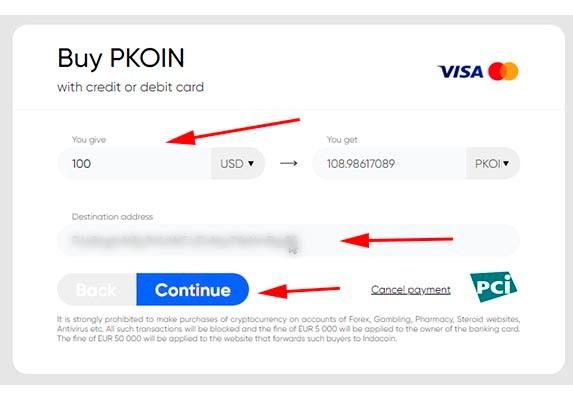 Buy PKOIN
VISA
with credit or debit card
You give
You get
100
USD ▼
→
108.98617089
PKOI ▼
Destination address
Back
Continue
Cancel payment
PCi
It is strongly prohibited to make purchases of cryptocurrency on accounts of Forex, Gambling, Pharmacy, Steroid websites,
Antivirus etc. All such transactions will be blocked and the fine of EUR 5 000 will be applied to the owner of the banking card.
The fine of EUR 50 000 will be applied to the website that forwards such buyers to Indacoin.